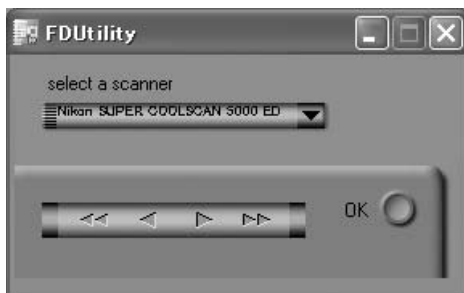 FDUtility
select a scanner
Nikon SUPER COOLSCAN 5000 ED
OK